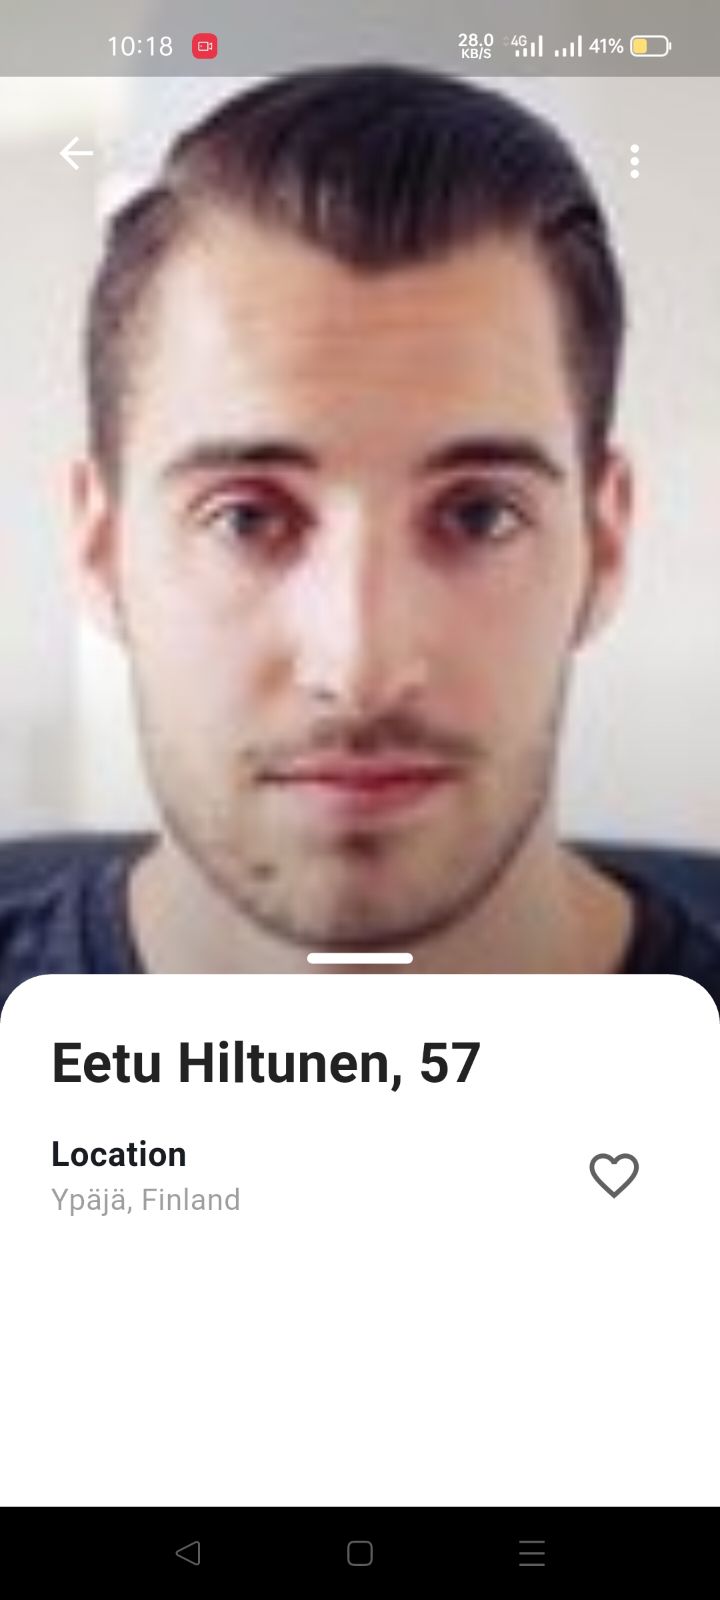 10:18
28.0 KB/S 4G 41%
Eetu Hiltunen, 57
Location
Ypäjä, Finland